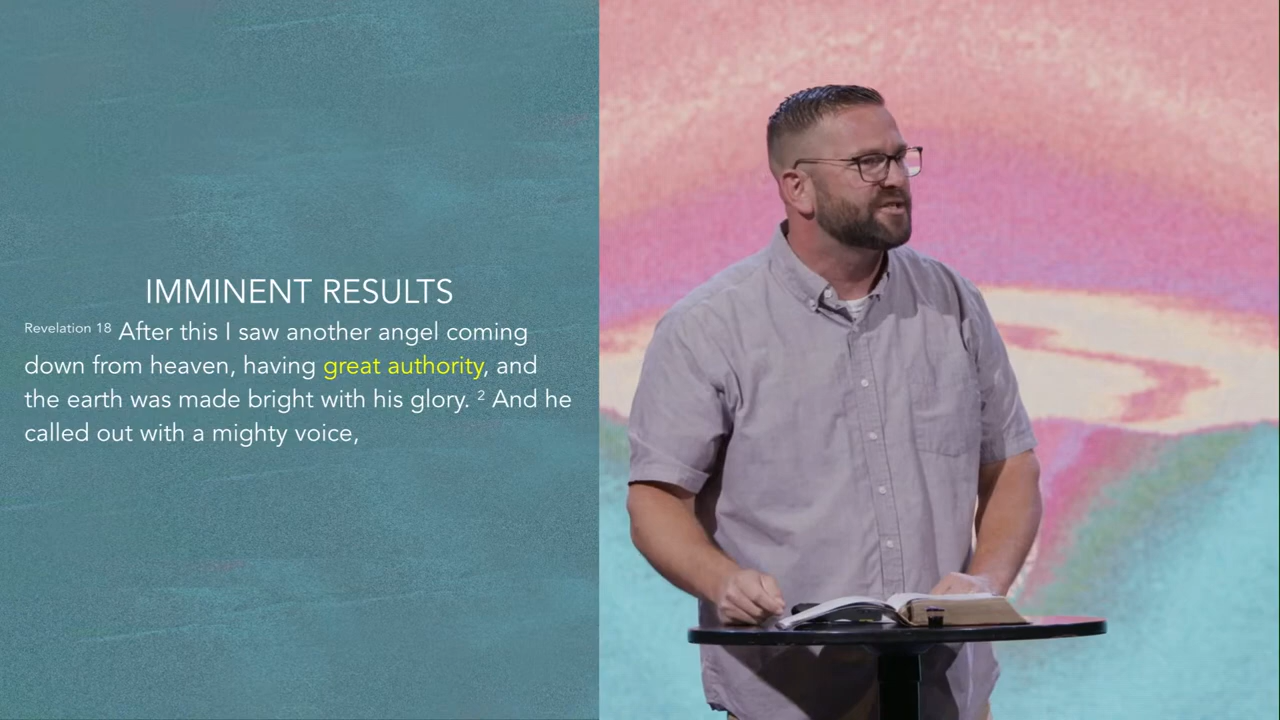 IMMINENT RESULTS
Revelation 18 After this I saw another angel coming
down from heaven, having great authority, and
the earth was made bright with his glory. 2 And he
called out with a mighty voice,